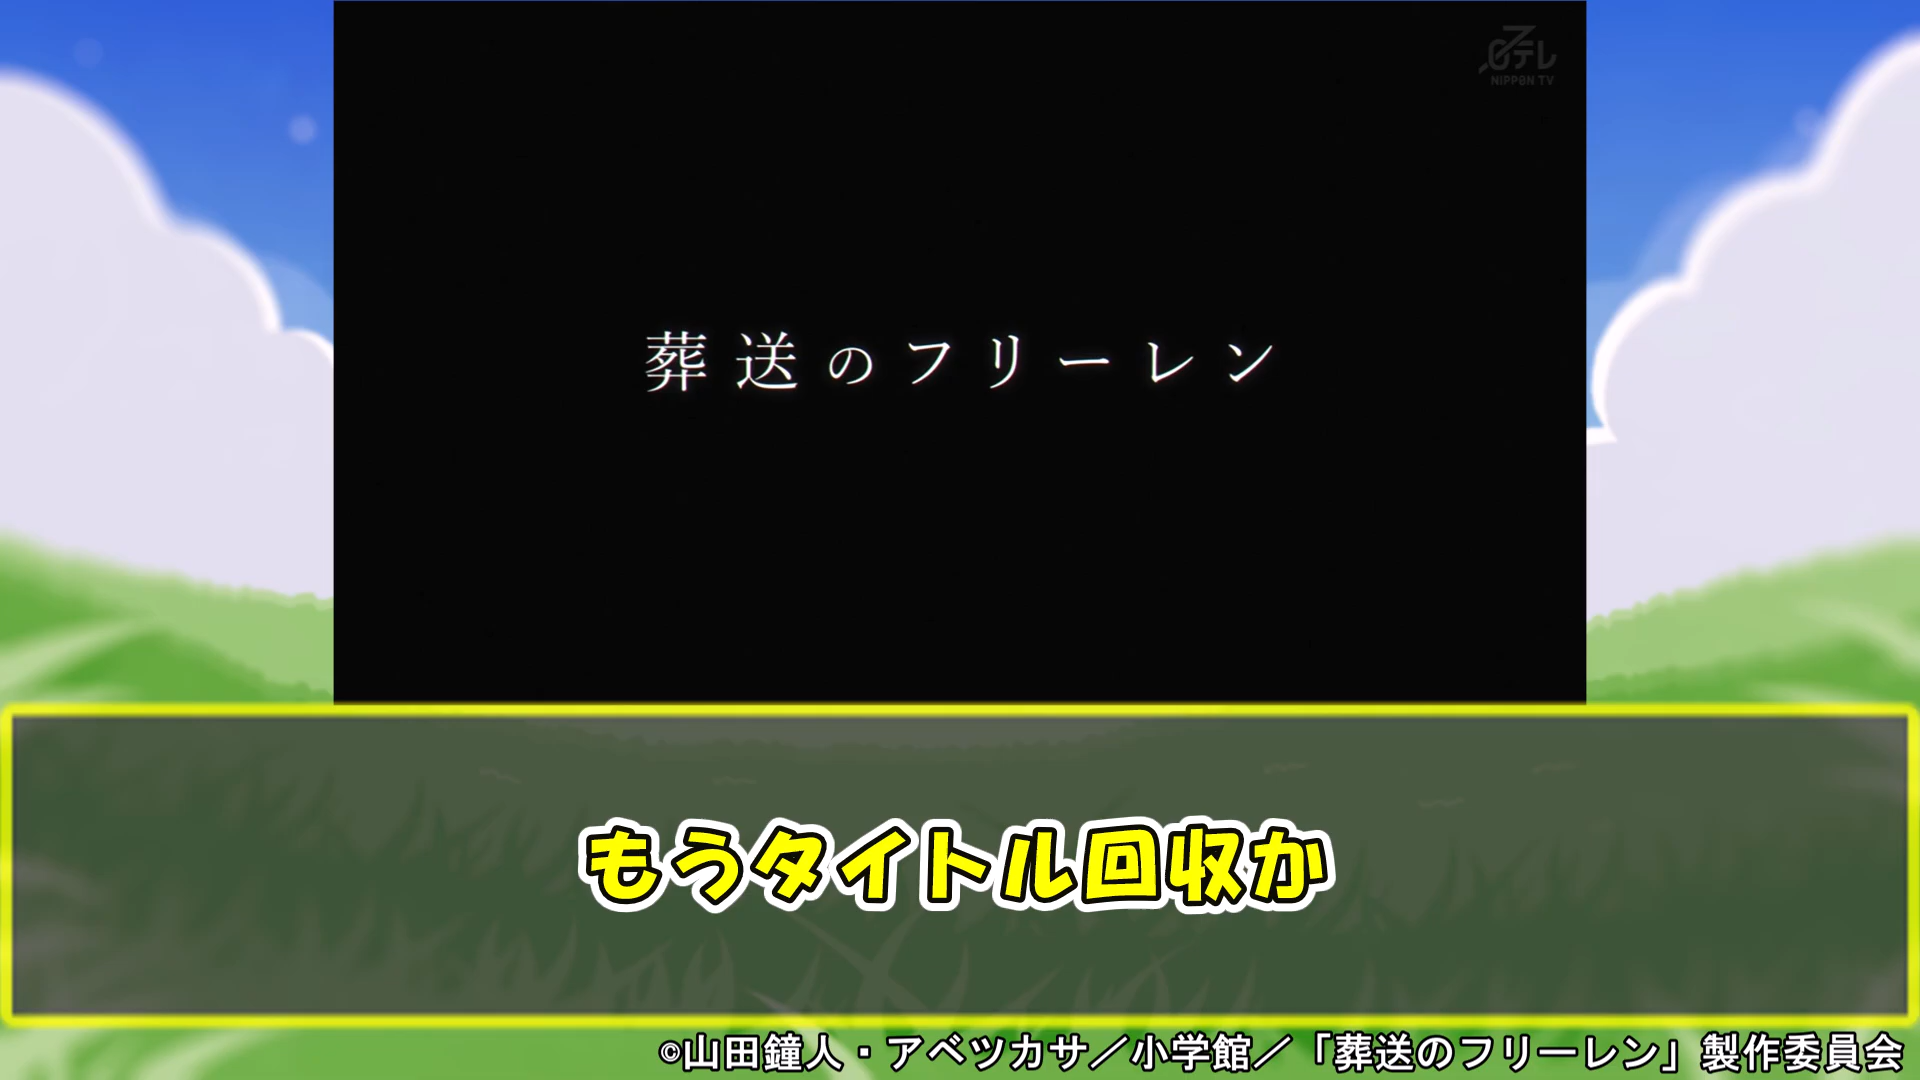 日テレ
NIPPON TV
葬送のフリーレン
もうタイトル回収か
©山田鐘人・アベツカサ／小学館／「葬送のフリーレン」製作委員会